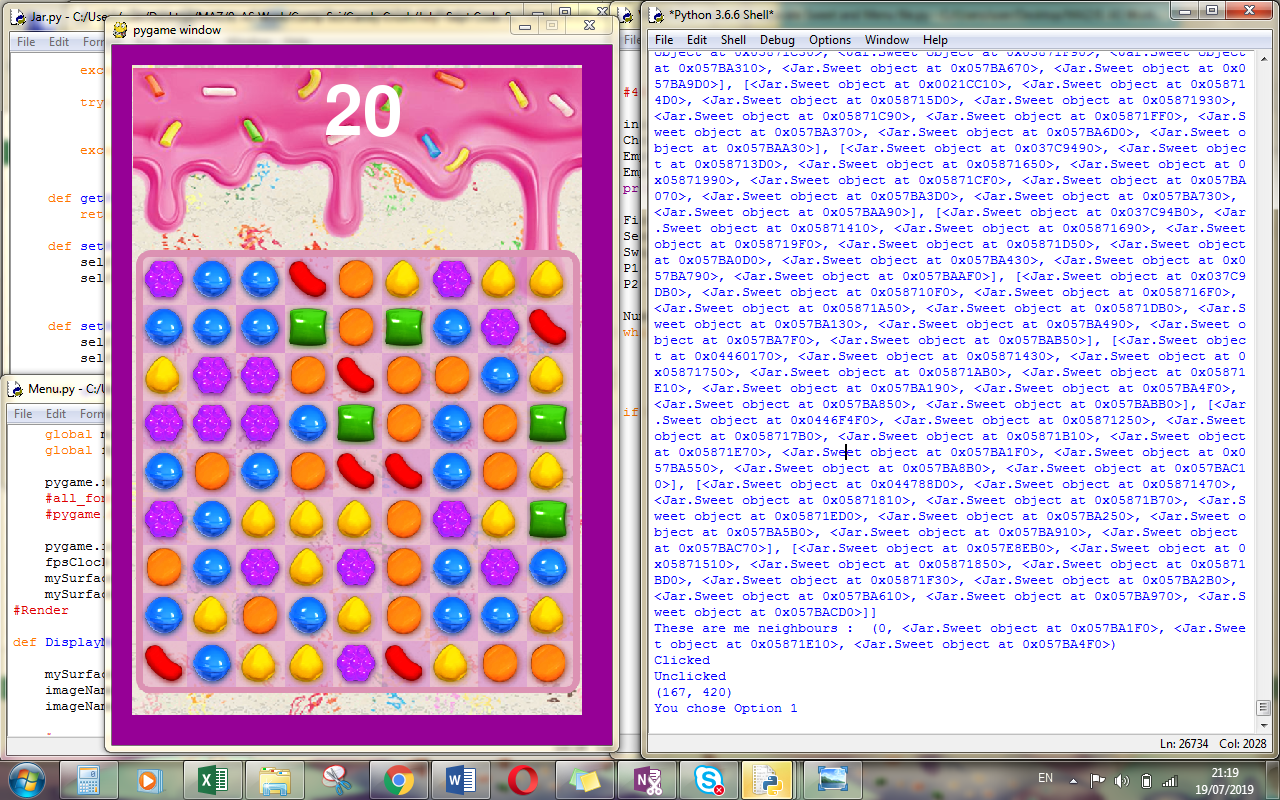 Jar.py - C:/Use
File Edit Forn
exc
try
exc
def get
ret
def set
sel
sel
def set
sel
sel
Menu.py - C:/U
File Edit Form
global
global
pygame.
#all_for
#pygame
pygame.
fpsCloc
mySurfac
mySurfac
#Render
def DisplayM
mySurfac
imageNam
imageNam
pygame window
20
*Python 3.6.6 Shell*
File Edit Shell Debug Options Window Help
object at 0x05871C30>, <Jar.Sweet object at 0x05871F90>, <Jar.Sweet object
at 0x057BA310>, <Jar.Sweet object at 0x057BA670>, <Jar.Sweet object at 0x0
57BA9D0>], [<Jar.Sweet object at 0x0021CC10>, <Jar.Sweet object at 0x05871
4D0>, <Jar.Sweet object at 0x058715D0>, <Jar.Sweet object at 0x05871930>,
<Jar.Sweet object at 0x05871C90>, <Jar.Sweet object at 0x05871FF0>, <Jar.S
weet object at 0x057BA370>, <Jar.Sweet object at 0x057BA6D0>, <Jar.Sweet o
bject at 0x057BAA30>], [<Jar.Sweet object at 0x037C9490>, <Jar.Sweet objec
t at 0x058713D0>, <Jar.Sweet object at 0x05871650>, <Jar.Sweet object at 0
x05871990>, <Jar.Sweet object at 0x05871CF0>, <Jar.Sweet object at 0x057BA
070>, <Jar.Sweet object at 0x057BA3D0>, <Jar.Sweet object at 0x057BA730>,
<Jar.Sweet object at 0x057BAA90>], [<Jar.Sweet object at 0x037C94B0>, <Jar
.Sweet object at 0x05871410>, <Jar.Sweet object at 0x05871690>, <Jar.Sweet
object at 0x058719F0>, <Jar.Sweet object at 0x05871D50>, <Jar.Sweet object
at 0x057BA0D0>, <Jar.Sweet object at 0x057BA430>, <Jar.Sweet object at 0x0
57BA790>, <Jar.Sweet object at 0x057BAAF0>], [<Jar.Sweet object at 0x037C9
DB0>, <Jar.Sweet object at 0x058710F0>, <Jar.Sweet object at 0x058716F0>,
<Jar.Sweet object at 0x05871A50>, <Jar.Sweet object at 0x05871DB0>, <Jar.S
weet object at 0x057BA130>, <Jar.Sweet object at 0x057BA490>, <Jar.Sweet o
bject at 0x057BA7F0>, <Jar.Sweet object at 0x057BAB50>], [<Jar.Sweet objec
t at 0x04460170>, <Jar.Sweet object at 0x05871430>, <Jar.Sweet object at 0
x05871750>, <Jar.Sweet object at 0x05871AB0>, <Jar.Sweet object at 0x05871
E10>, <Jar.Sweet object at 0x057BA190>, <Jar.Sweet object at 0x057BA4F0>,
<Jar.Sweet object at 0x057BA850>, <Jar.Sweet object at 0x057BABB0>], [<Jar
.Sweet object at 0x0446F4F0>, <Jar.Sweet object at 0x05871250>, <Jar.Sweet
object at 0x058717B0>, <Jar.Sweet object at 0x05871B10>, <Jar.Sweet object
at 0x05871E70>, <Jar.Sweet object at 0x057BA1F0>, <Jar.Sweet object at 0x0
57BA550>, <Jar.Sweet object at 0x057BA8B0>, <Jar.Sweet object at 0x057BAC1
0>], [<Jar.Sweet object at 0x044788D0>, <Jar.Sweet object at 0x05871470>,
<Jar.Sweet object at 0x05871810>, <Jar.Sweet object at 0x05871B70>, <Jar.S
weet object at 0x05871ED0>, <Jar.Sweet object at 0x057BA250>, <Jar.Sweet o
bject at 0x057BA5B0>, <Jar.Sweet object at 0x057BA910>, <Jar.Sweet object
at 0x057BAC70>], [<Jar.Sweet object at 0x057E8EB0>, <Jar.Sweet object at 0
x05871510>, <Jar.Sweet object at 0x05871850>, <Jar.Sweet object at 0x05871
BD0>, <Jar.Sweet object at 0x05871F30>, <Jar.Sweet object at 0x057BA2B0>,
<Jar.Sweet object at 0x057BA610>, <Jar.Sweet object at 0x057BA970>, <Jar.S
weet object at 0x057BACD0>]]
These are me neighbours :  (0, <Jar.Sweet object at 0x057BA1F0>, <Jar.Swee
t object at 0x05871E10>, <Jar.Sweet object at 0x057BA4F0>)
Clicked
Unclicked
(167, 420)
You chose Option 1
Ln: 26734 Col: 2028
EN
21:19
19/07/2019